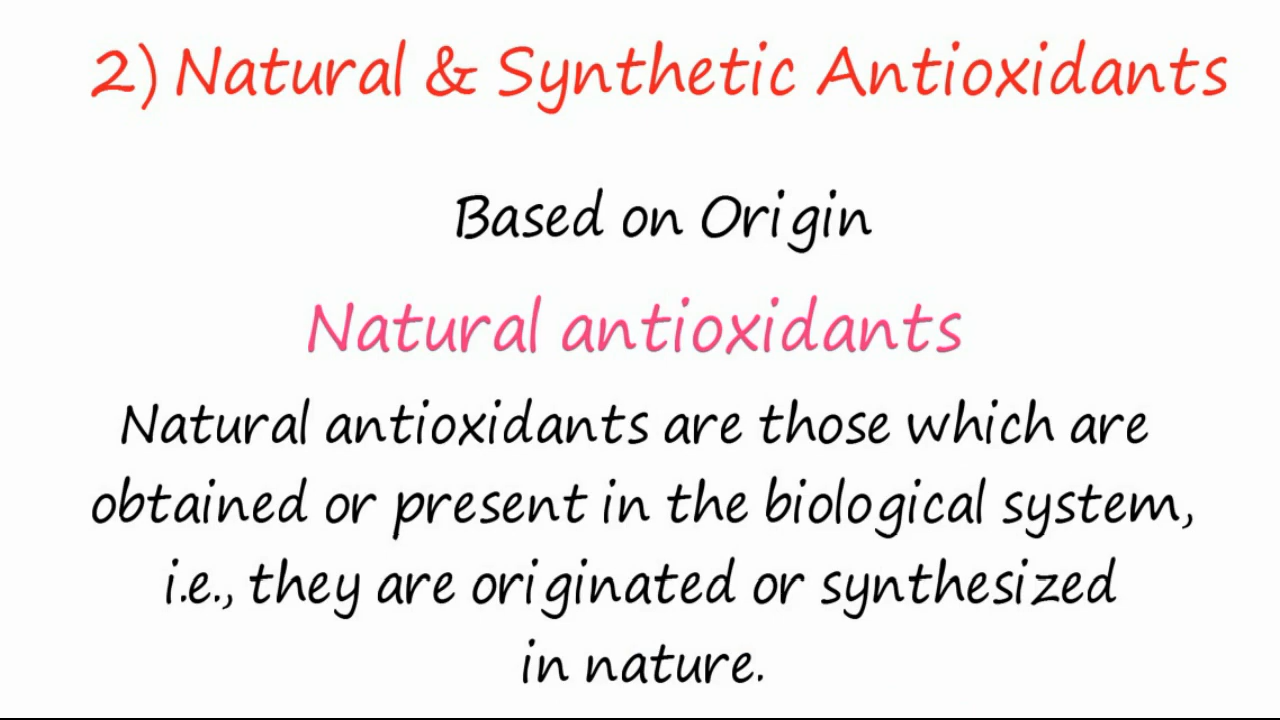 2) Natural & Synthetic Antioxidants
Based on Origin
Natural antioxidants
Natural antioxidants are those which are
obtained or present in the biological system,
i.e., they are originated or synthesized
in nature.